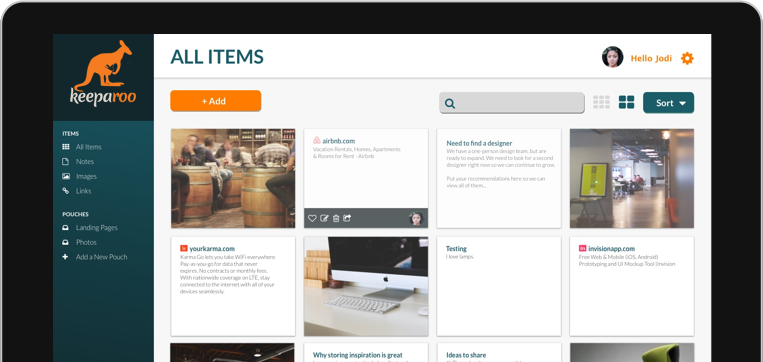 keeparoo
ITEMS
All Items
Notes
Images
Links
POUCHES
Landing Pages
Photos
Add a New Pouch
ALL ITEMS
Hello Jodi
+ Add
Sort
airbnb.com
Vacation Rentals, Homes, Apartments
& Rooms for Rent - Airbnb
Need to find a designer
We have a one-person design team, but are
ready to expand. We need to look for a second
designer right now so we can continue to grow.
Put your recommendations here so we can
view all of them...
yourkarma.com
Karma Go lets you take WiFi everywhere.
Pay-as-you-go for data that never
expires. No contracts or monthly fees.
With nationwide coverage on LTE, stay
connected to the internet with all of your
devices seamlessly.
Testing
I love lamps.
invisionapp.com
Free Web & Mobile (iOS, Android)
Prototyping and UI Mockup Tool | Invision
Why storing inspiration is great
Ideas to share